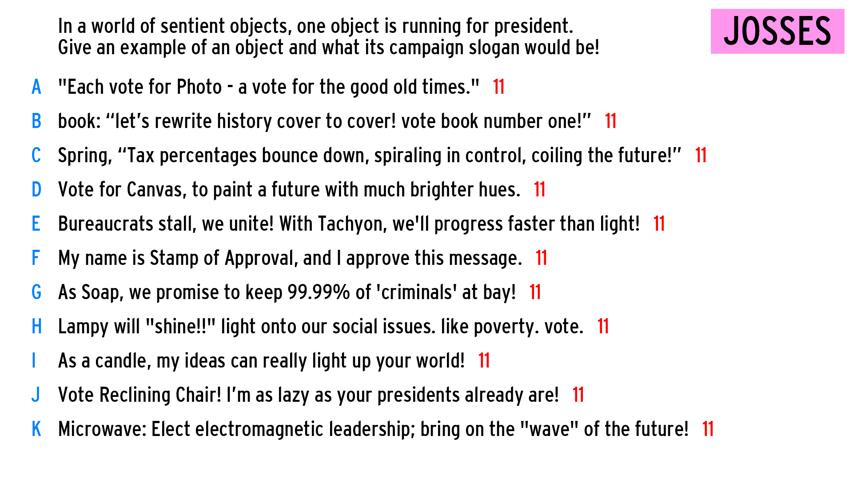 In a world of sentient objects, one object is running for president.
Give an example of an object and what its campaign slogan would be!
JOSSES
A "Each vote for Photo - a vote for the good old times." 11
B book: “let’s rewrite history cover to cover! vote book number one!” 11
C Spring, “Tax percentages bounce down, spiraling in control, coiling the future!” 11
D Vote for Canvas, to paint a future with much brighter hues. 11
E Bureaucrats stall, we unite! With Tachyon, we'll progress faster than light! 11
F My name is Stamp of Approval, and I approve this message. 11
G As Soap, we promise to keep 99.99% of 'criminals' at bay! 11
H Lampy will "shine!!" light onto our social issues. like poverty. vote. 11
I As a candle, my ideas can really light up your world! 11
J Vote Reclining Chair! I’m as lazy as your presidents already are! 11
K Microwave: Elect electromagnetic leadership; bring on the "wave" of the future! 11